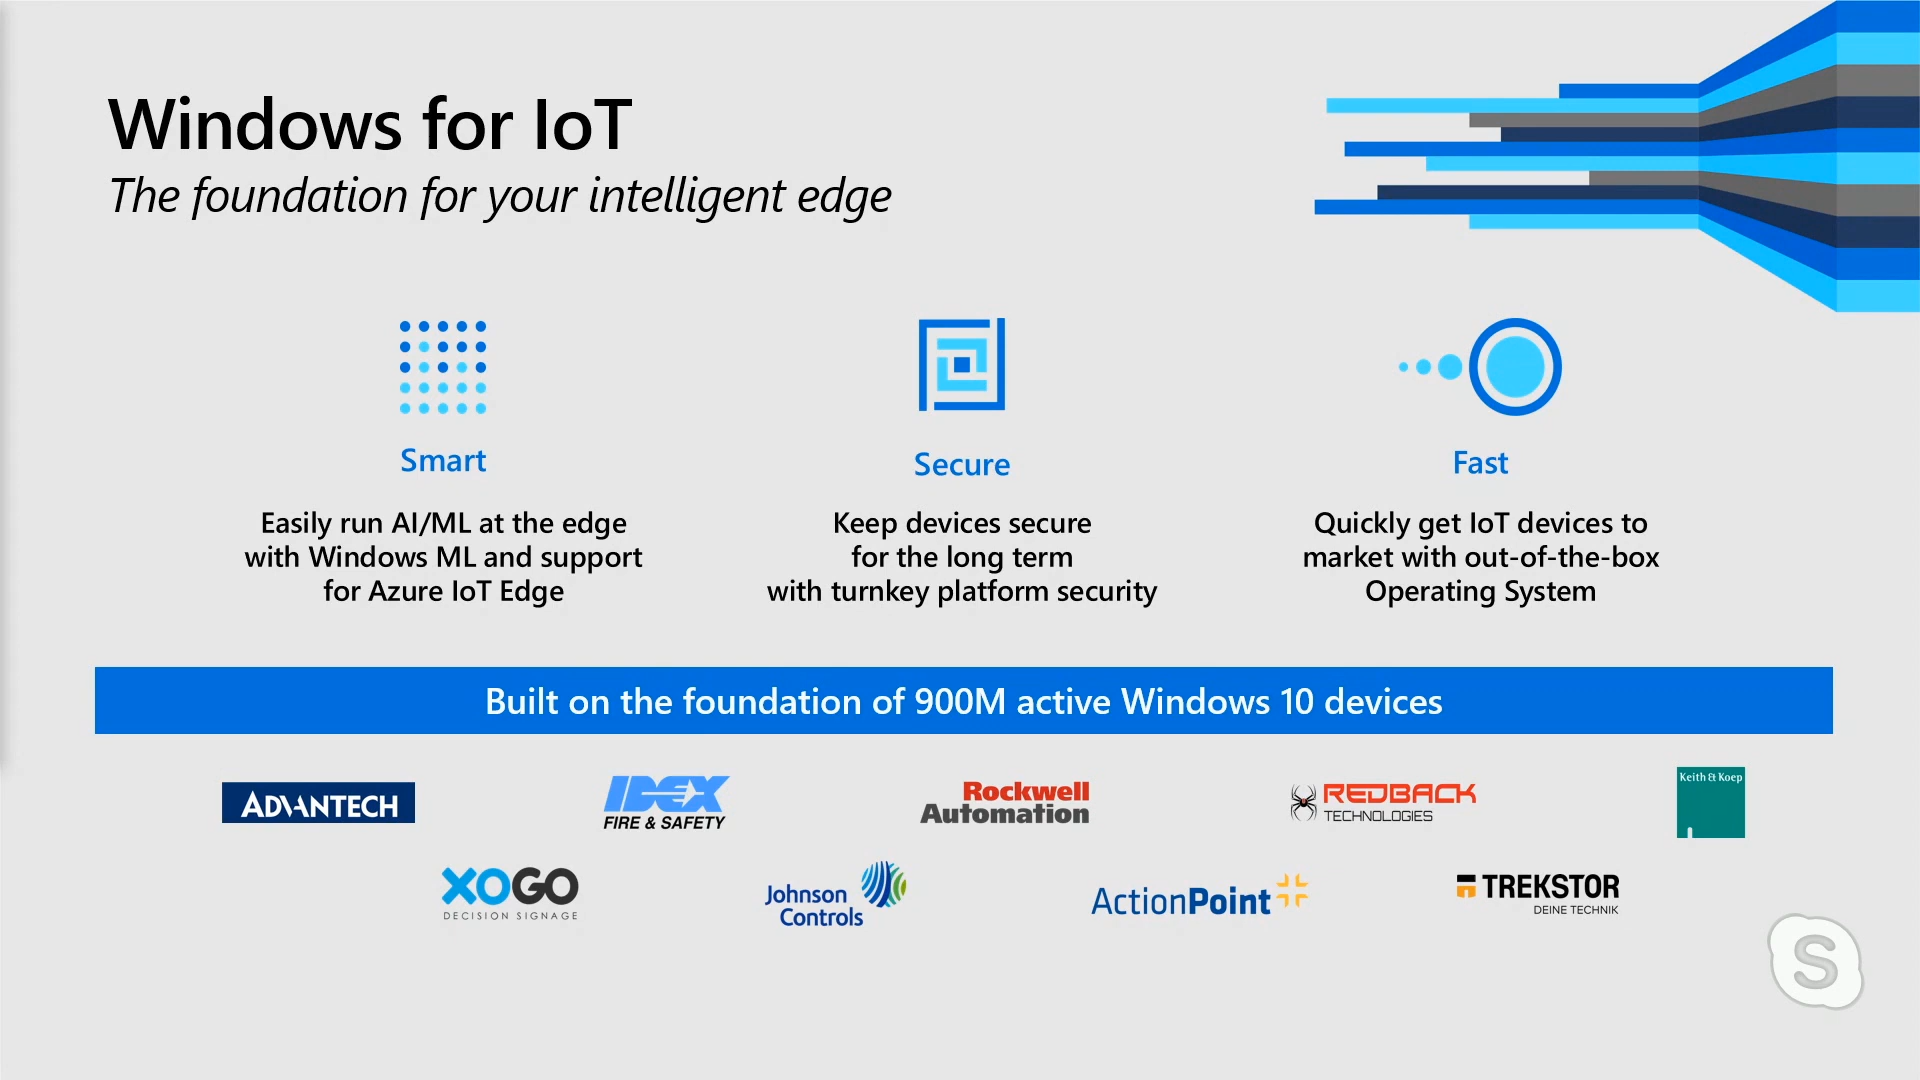 Windows for IoT
The foundation for your intelligent edge
Smart
Easily run AI/ML at the edge
with Windows ML and support
for Azure IoT Edge
Secure
Keep devices secure
for the long term
with turnkey platform security
Fast
Quickly get IoT devices to
market with out-of-the-box
Operating System
Built on the foundation of 900M active Windows 10 devices
ADVANTECH
IDEX
FIRE & SAFETY
Rockwell
Automation
REDBACK
TECHNOLOGIES
Keith & Koep
XOGO
DECISION SIGNAGE
Johnson
Controls
ActionPoint
TREKSTOR
DEINE TECHNIK
S